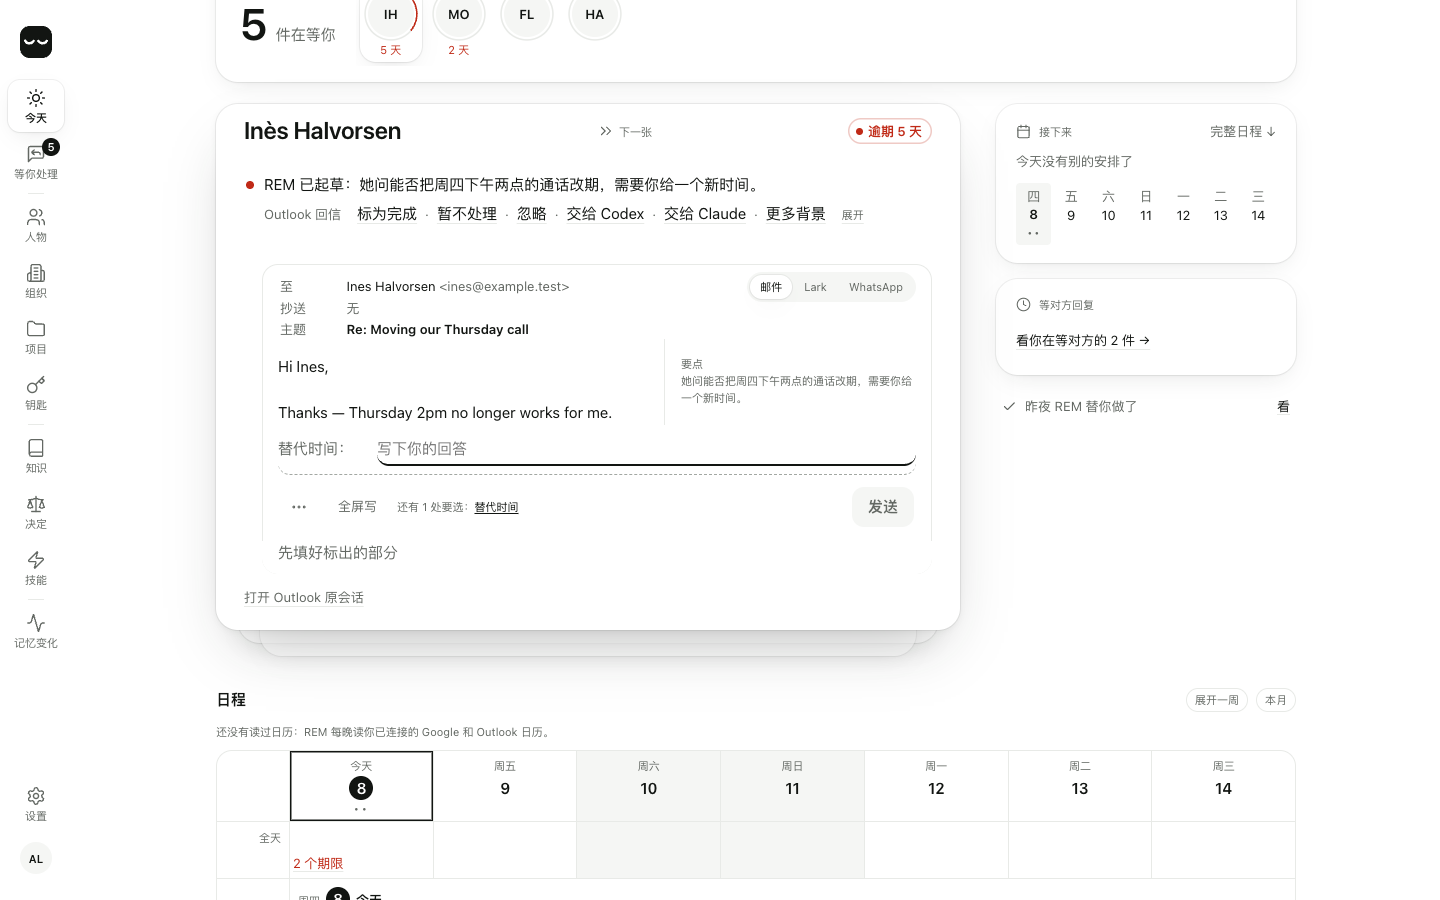 今天
等你处理
5
人物
组织
项目
钥匙
知识
决定
技能
记忆变化
设置
AL
5 件在等你
IH
5 天
MO
2 天
FL
HA
Inès Halvorsen
下一张
逾期 5 天
REM 已起草：她问能否把周四下午两点的通话改期，需要你给一个新时间。
Outlook 回信 标为完成 · 暂不处理 · 忽略 · 交给 Codex · 交给 Claude · 更多背景 展开
至 Ines Halvorsen <ines@example.test>
邮件 Lark WhatsApp
抄送 无
主题 Re: Moving our Thursday call
Hi Ines,
Thanks — Thursday 2pm no longer works for me.
要点
她问能否把周四下午两点的通话改期，需要你给
一个新时间。
替代时间： 写下你的回答
全屏写 还有 1 处要选：替代时间
发送
先填好标出的部分
打开 Outlook 原会话
接下来 完整日程 ↓
今天没有别的安排了
四 五 六 日 一 二 三
8 9 10 11 12 13 14
等对方回复
看你在等对方的 2 件 →
昨夜 REM 替你做了 看
日程
展开一周 本月
还没有读过日历：REM 每晚读你已连接的 Google 和 Outlook 日历。
今天 周五 周六 周日 周一 周二 周三
8 9 10 11 12 13 14
全天
2 个期限
周四 8 今天